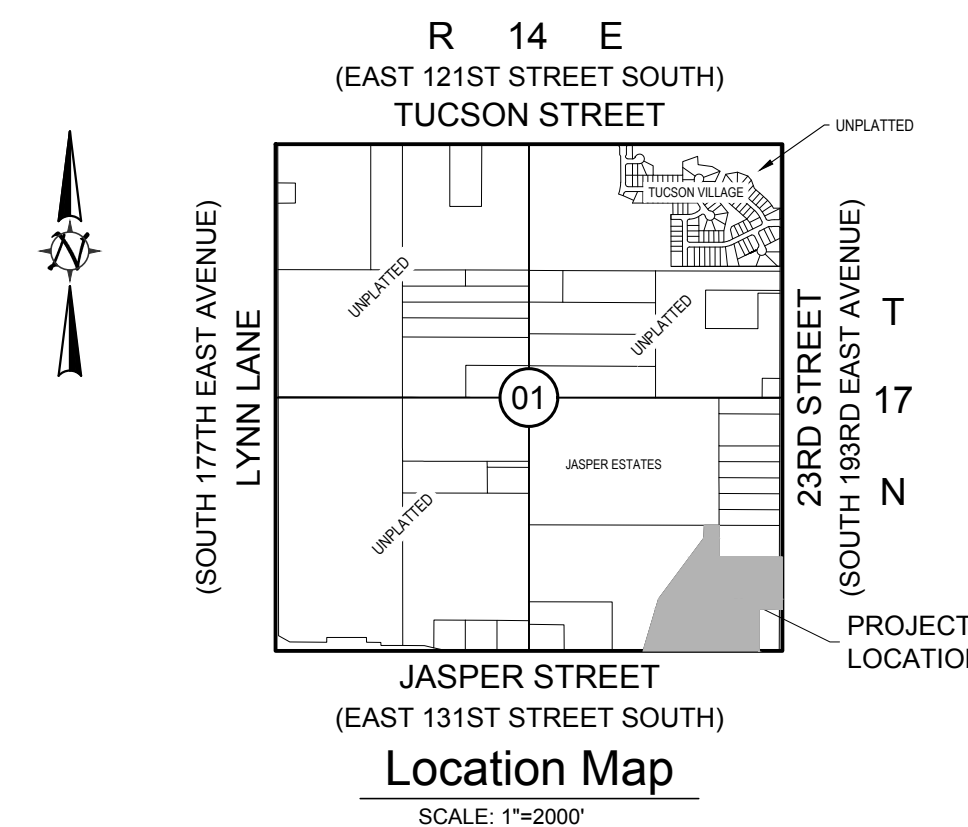 R 14 E
(EAST 121ST STREET SOUTH)
TUCSON STREET
UNPLATTED
TUCSON VILLAGE
N
(SOUTH 177TH EAST AVENUE)
LYNN LANE
UNPLATTED
UNPLATTED
23RD STREET
(SOUTH 193RD EAST AVENUE)
T
17
N
01
JASPER ESTATES
UNPLATTED
PROJECT
LOCATION
JASPER STREET
(EAST 131ST STREET SOUTH)
Location Map
SCALE: 1"=2000'